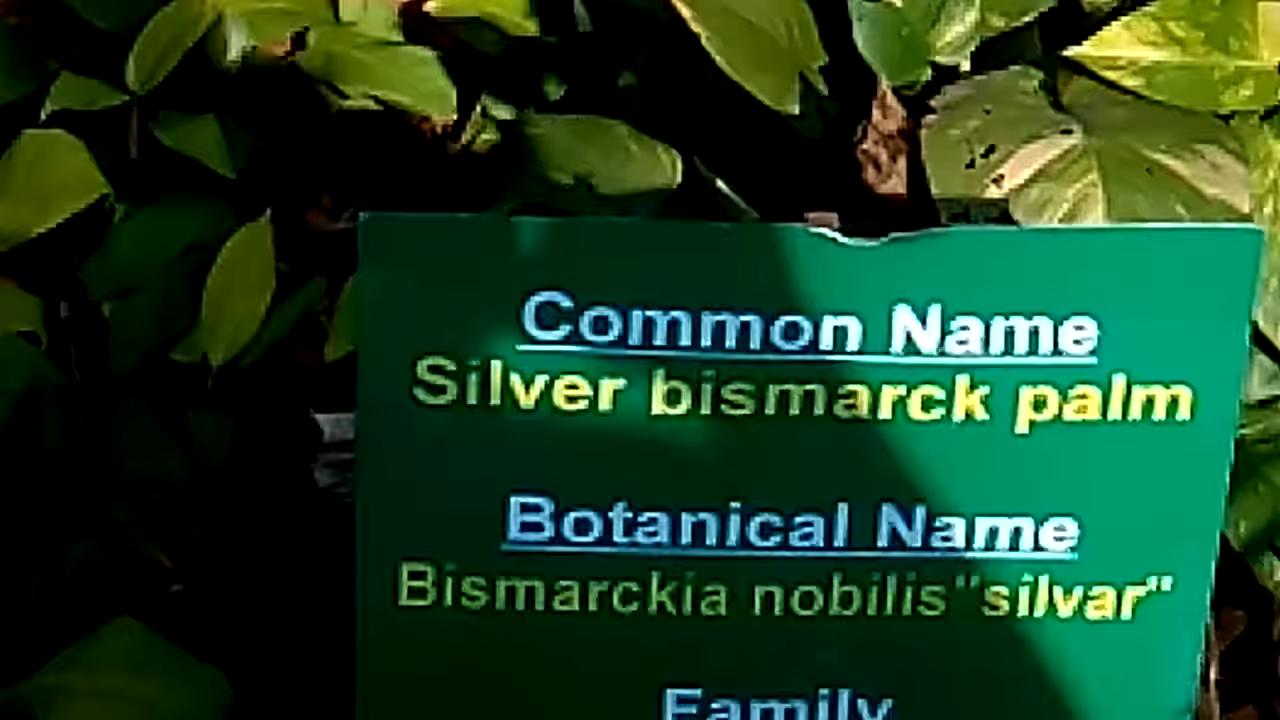 Common Name
Silver bismarck palm
Botanical Name
Bismarckia nobilis"silvar"
Family